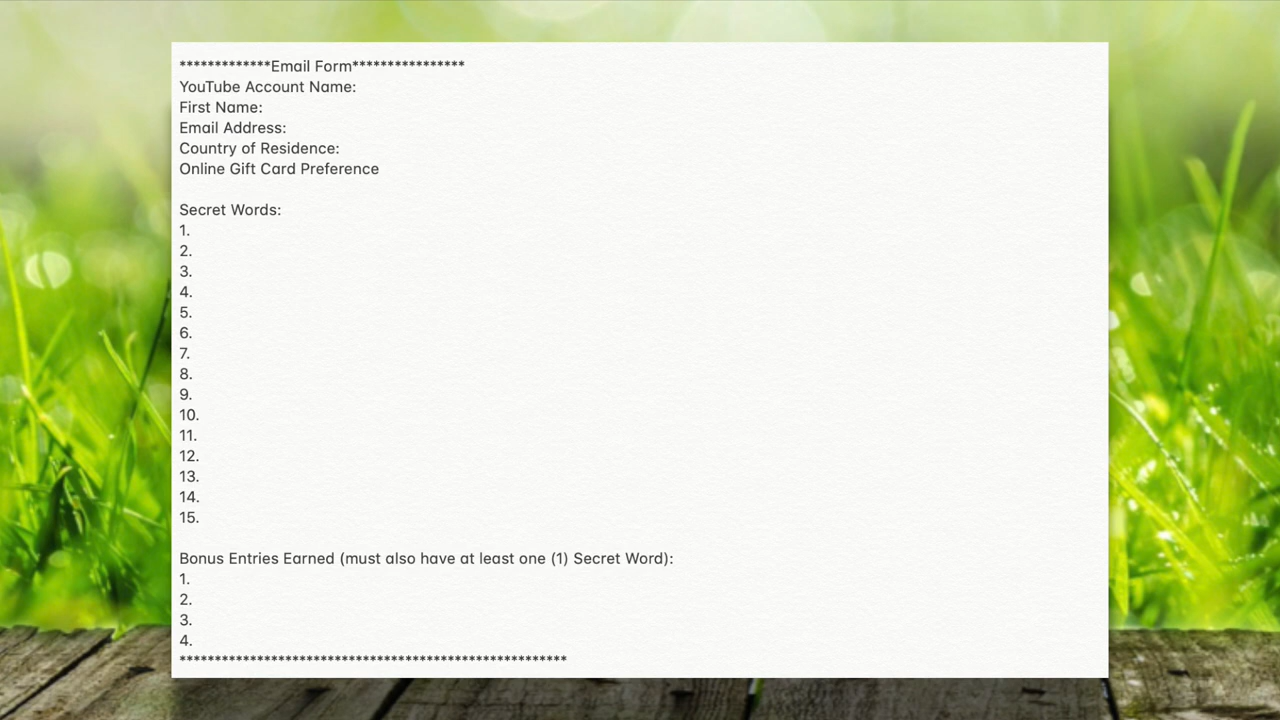 *************Email Form****************
YouTube Account Name:
First Name:
Email Address:
Country of Residence:
Online Gift Card Preference
Secret Words:
1.
2.
3.
4.
5.
6.
7.
8.
9.
10.
11.
12.
13.
14.
15.
Bonus Entries Earned (must also have at least one (1) Secret Word):
1.
2.
3.
4.
*******************************************************